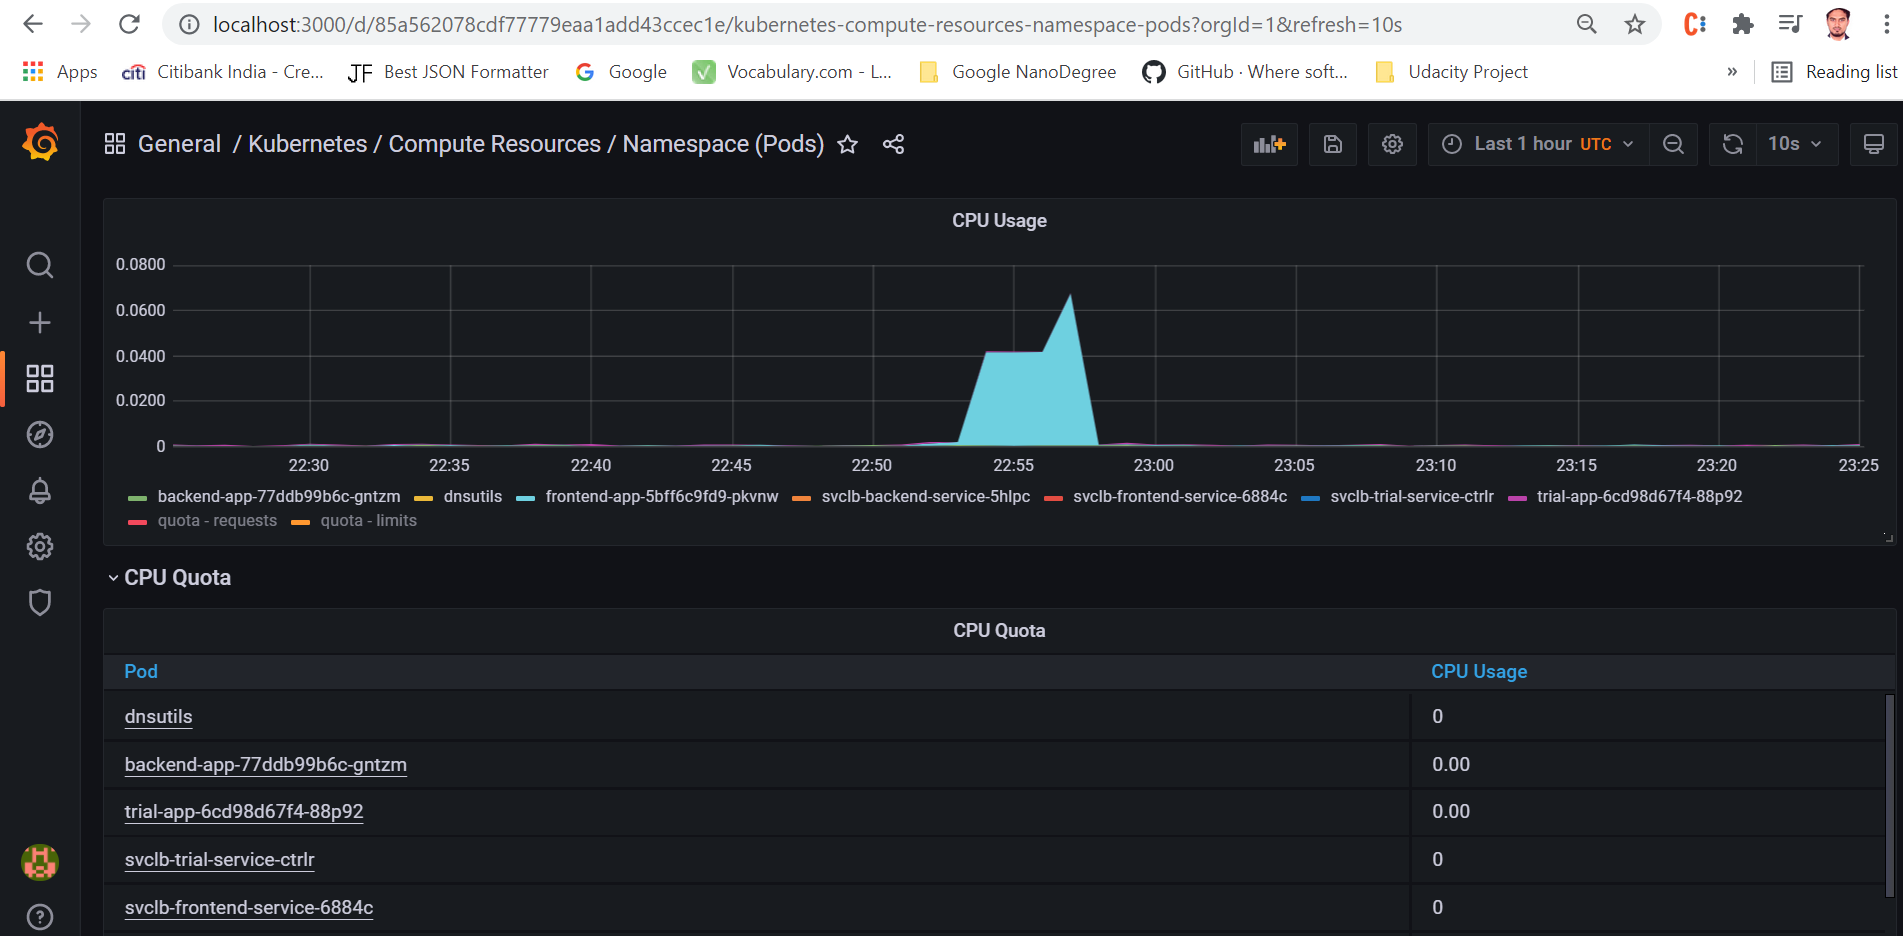 localhost:3000/d/85a562078cdf77779eaa1add43ccec1e/kubernetes-compute-resources-namespace-pods?orgId=1&refresh=10s
Apps citi Citibank India - Cre... JF Best JSON Formatter Google Vocabulary.com - L... Google NanoDegree GitHub · Where soft... Udacity Project » Reading list
General / Kubernetes / Compute Resources / Namespace (Pods) Last 1 hour UTC 10s
CPU Usage
0.0800
0.0600
0.0400
0.0200
0
22:30 22:35 22:40 22:45 22:50 22:55 23:00 23:05 23:10 23:15 23:20 23:25
backend-app-77ddb99b6c-gntzm dnsutils frontend-app-5bff6c9fd9-pkvnw svclb-backend-service-5hlpc svclb-frontend-service-6884c svclb-trial-service-ctrlr trial-app-6cd98d67f4-88p92
quota - requests quota - limits
CPU Quota
CPU Quota
Pod CPU Usage
dnsutils 0
backend-app-77ddb99b6c-gntzm 0.00
trial-app-6cd98d67f4-88p92 0.00
svclb-trial-service-ctrlr 0
svclb-frontend-service-6884c 0